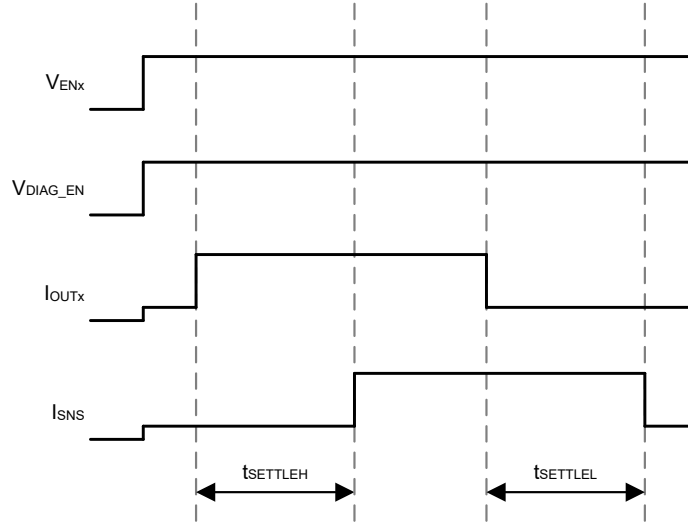 VENx
VDIAG_EN
IOUTx
ISNS
tSETTLEH
tSETTLEL